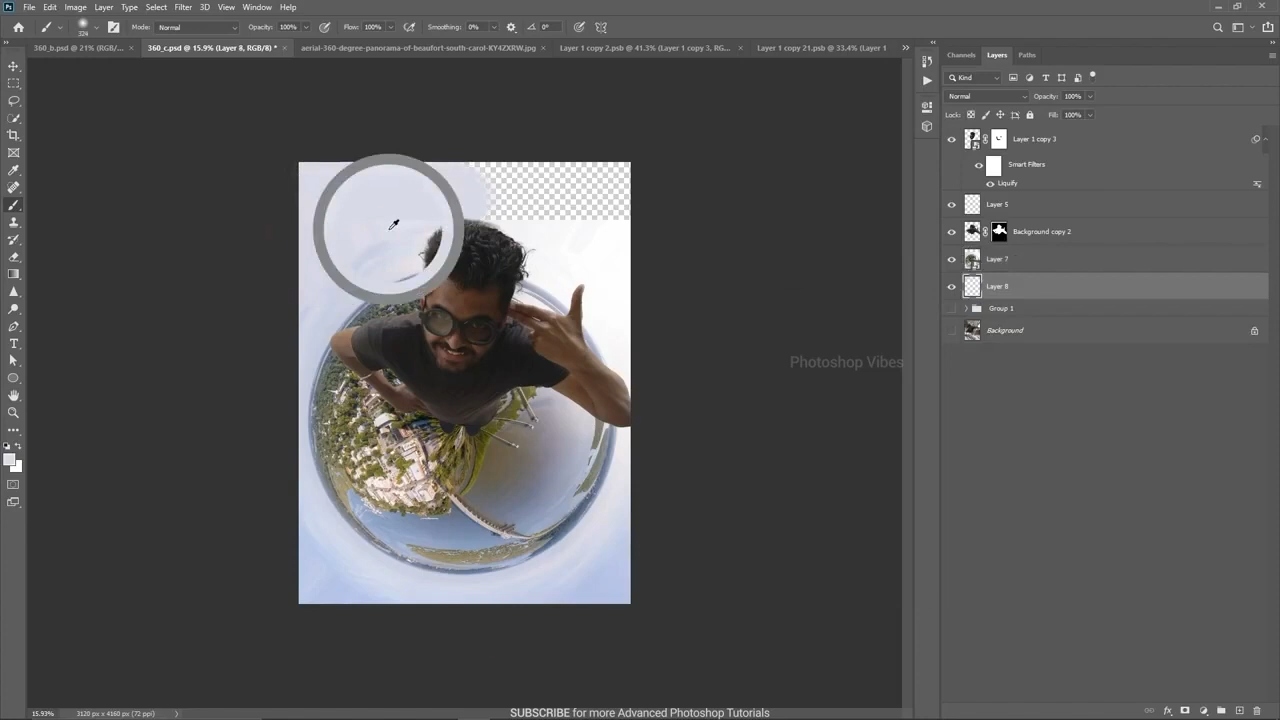 File Edit Image Layer Type Select Filter 3D View Window Help
324 Mode: Normal Opacity: 100% Flow: 100% Smoothing: 0% 0°
360_b.psd @ 21% (RGB/... × 360_c.psd @ 15.9% (Layer 8, RGB/8) * × aerial-360-degree-panorama-of-beaufort-south-carol-KY4ZXRW.jpg × Layer 1 copy 2.psb @ 41.3% (Layer 1 copy 3, RG... × Layer 1 copy 21.psb @ 33.4% (Layer 1
Channels Layers Paths
Kind
Normal Opacity: 100%
Lock: Fill: 100%
Layer 1 copy 3
Smart Filters
Liquify
Layer 5
Background copy 2
Layer 7
Layer 8
Group 1
Background
Photoshop Vibes
15.93% 3120 px x 4160 px (72 ppi)
SUBSCRIBE for more Advanced Photoshop Tutorials